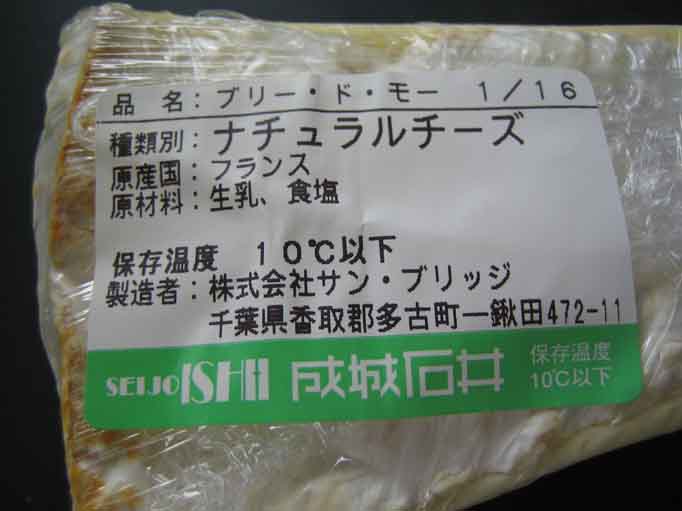 品 名：ブリー・ド・モー 1/16
種類別：ナチュラルチーズ
原産国：フランス
原材料：生乳、食塩
保存温度 10℃以下
製造者：株式会社サン・ブリッジ
千葉県香取郡多古町一鍬田472-11
SEIJO ISHII 成城石井 保存温度
10℃以下